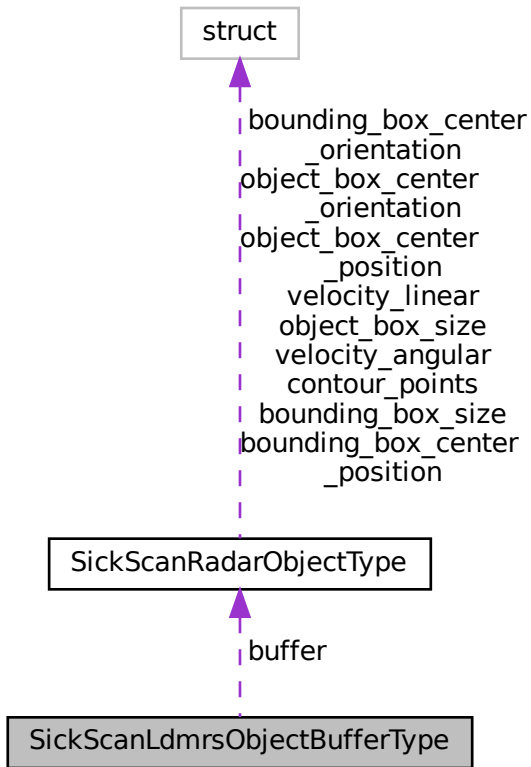 struct
bounding_box_center
_orientation
object_box_center
_orientation
object_box_center
_position
velocity_linear
object_box_size
velocity_angular
contour_points
bounding_box_size
bounding_box_center
_position
SickScanRadarObjectType
buffer
SickScanLdmrsObjectBufferType